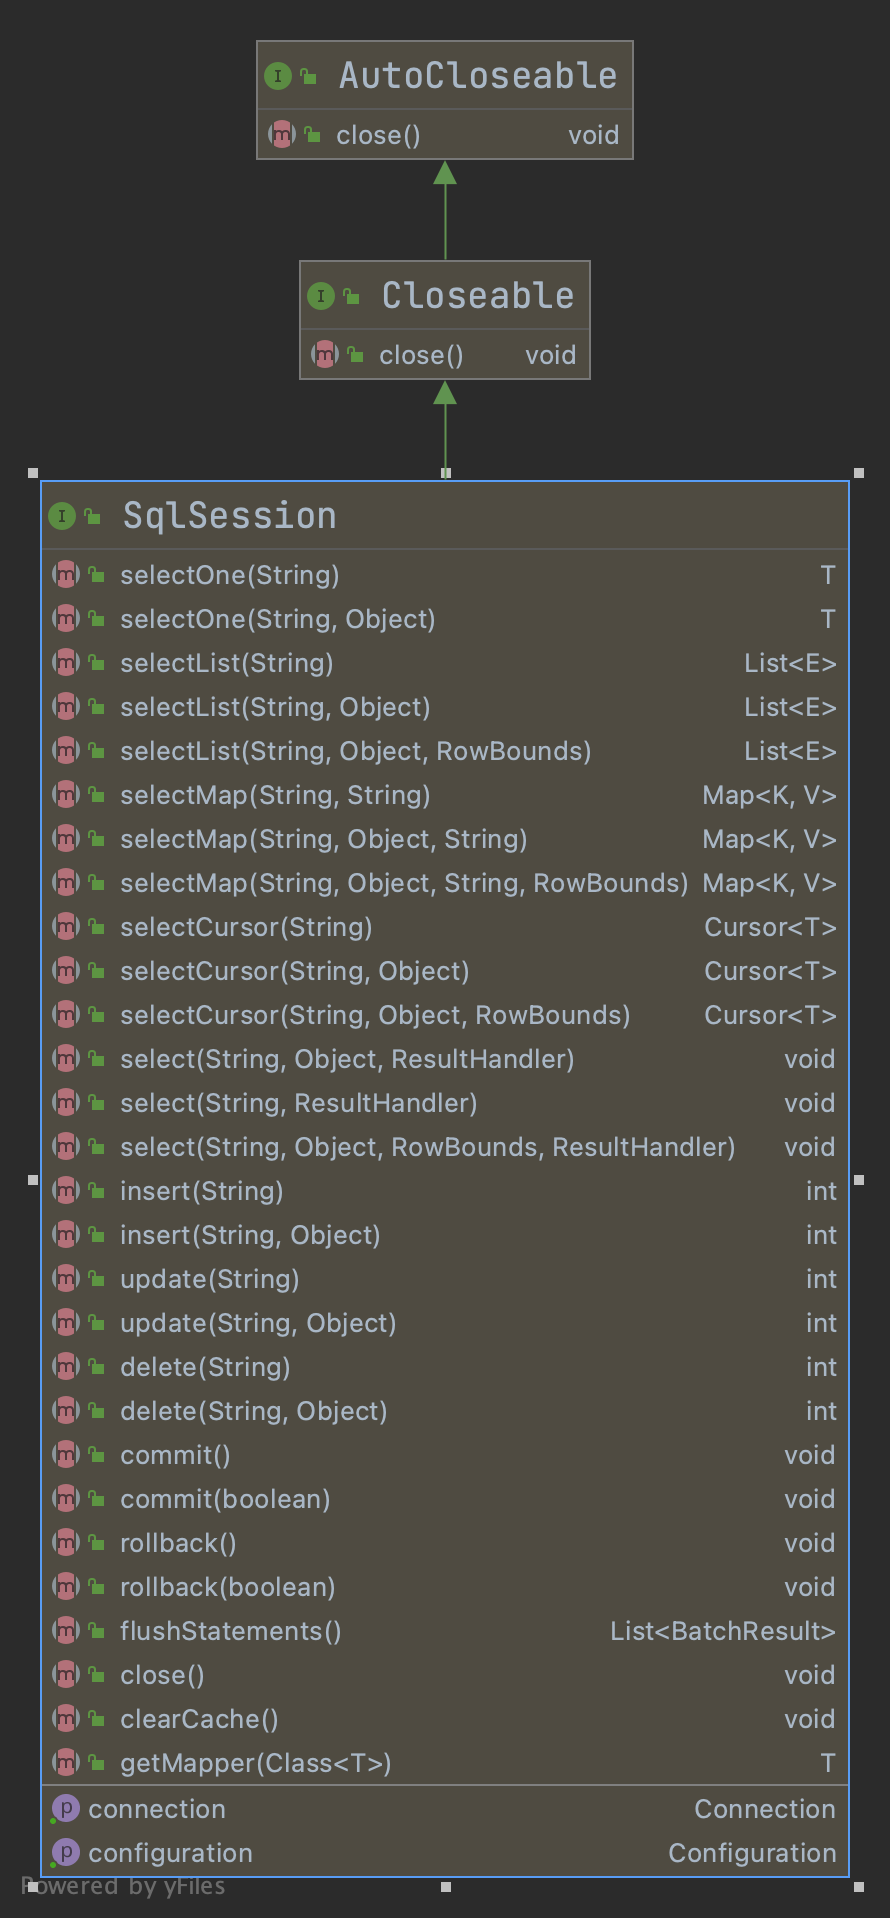 I AutoCloseable
m close() void
I Closeable
m close() void
I SqlSession
m selectOne(String) T
m selectOne(String, Object) T
m selectList(String) List<E>
m selectList(String, Object) List<E>
m selectList(String, Object, RowBounds) List<E>
m selectMap(String, String) Map<K, V>
m selectMap(String, Object, String) Map<K, V>
m selectMap(String, Object, String, RowBounds) Map<K, V>
m selectCursor(String) Cursor<T>
m selectCursor(String, Object) Cursor<T>
m selectCursor(String, Object, RowBounds) Cursor<T>
m select(String, Object, ResultHandler) void
m select(String, ResultHandler) void
m select(String, Object, RowBounds, ResultHandler) void
m insert(String) int
m insert(String, Object) int
m update(String) int
m update(String, Object) int
m delete(String) int
m delete(String, Object) int
m commit() void
m commit(boolean) void
m rollback() void
m rollback(boolean) void
m flushStatements() List<BatchResult>
m close() void
m clearCache() void
m getMapper(Class<T>) T
p connection Connection
p configuration Configuration
Powered by yFiles